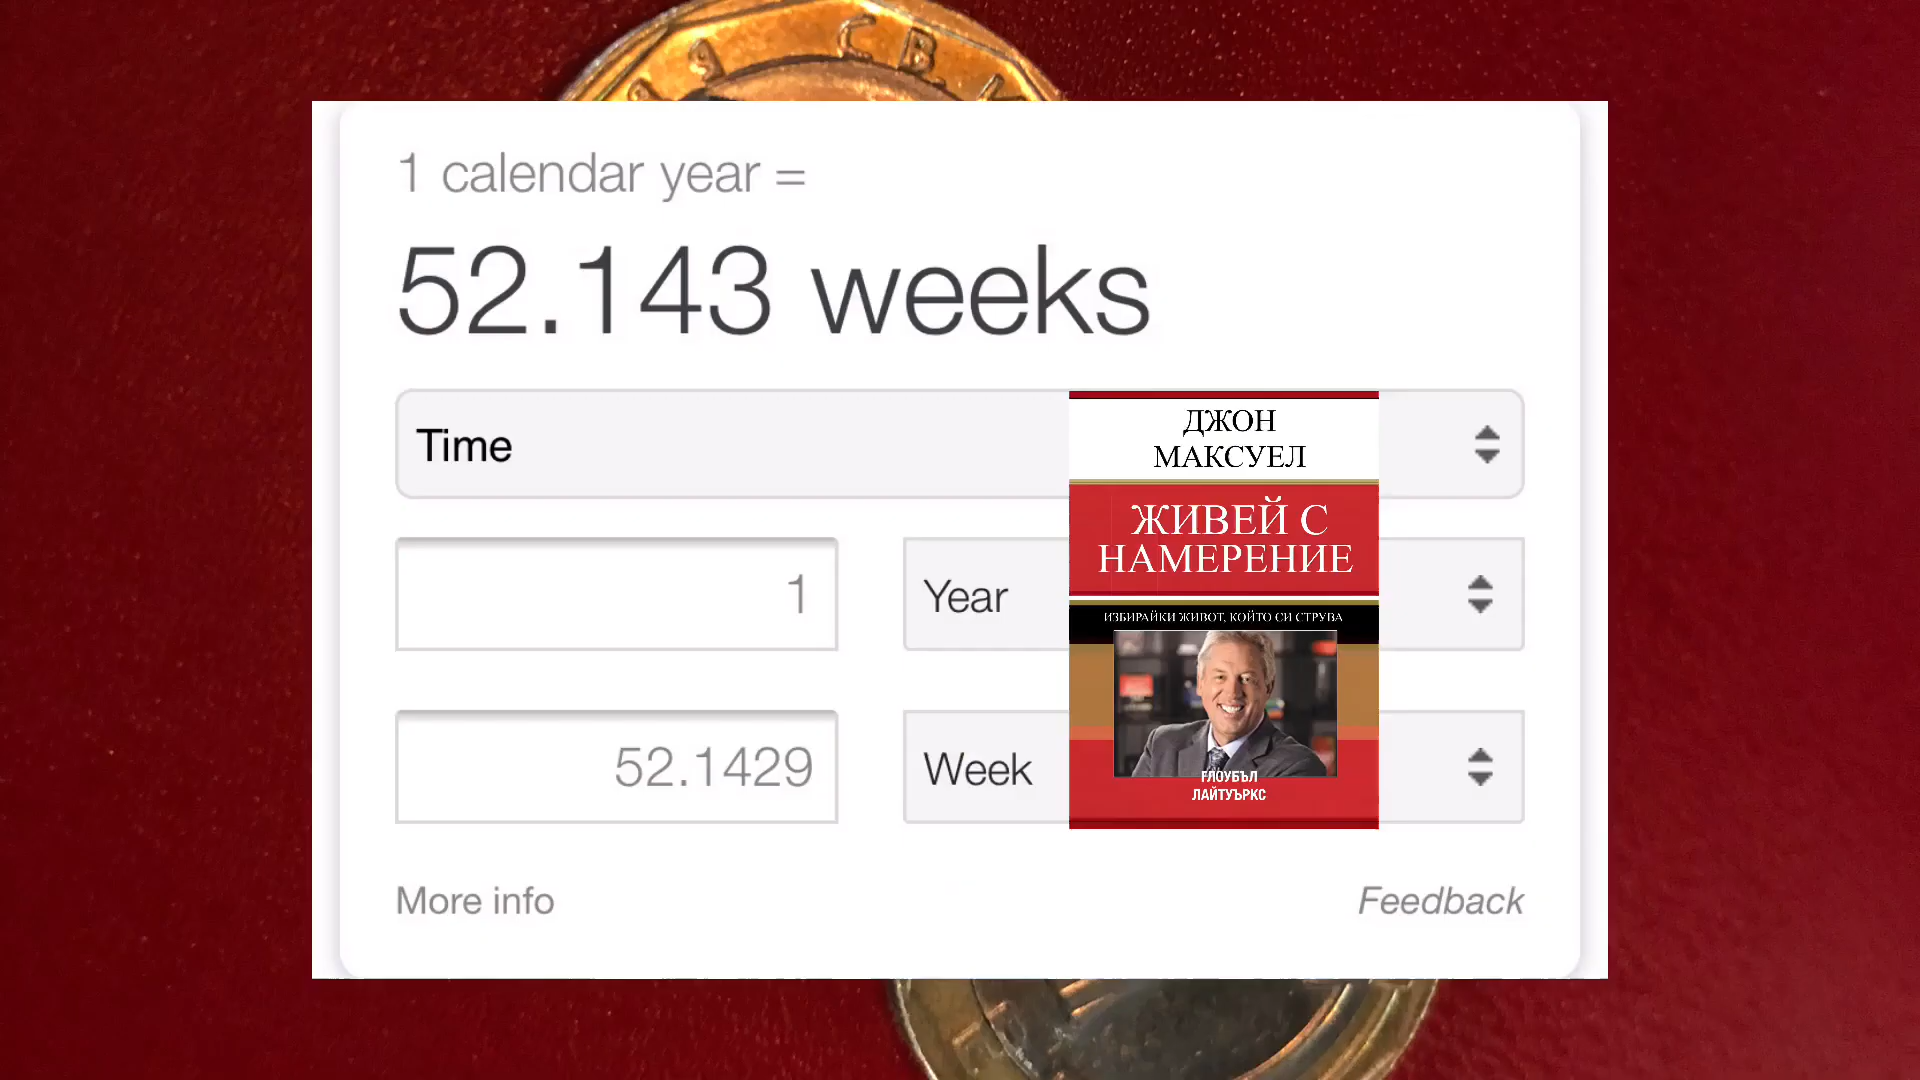 С В. И
1 calendar year =
52.143 weeks
Time
1
Year
52.1429
Week
More info
Feedback
ДЖОН
МАКСУЕЛ
ЖИВЕЙ С
НАМЕРЕНИЕ
ИЗБИРАЙКИ ЖИВОТ, КОЙТО СИ СТРУВА
ГЛОУБЪЛ
ЛАЙТУЪРКС